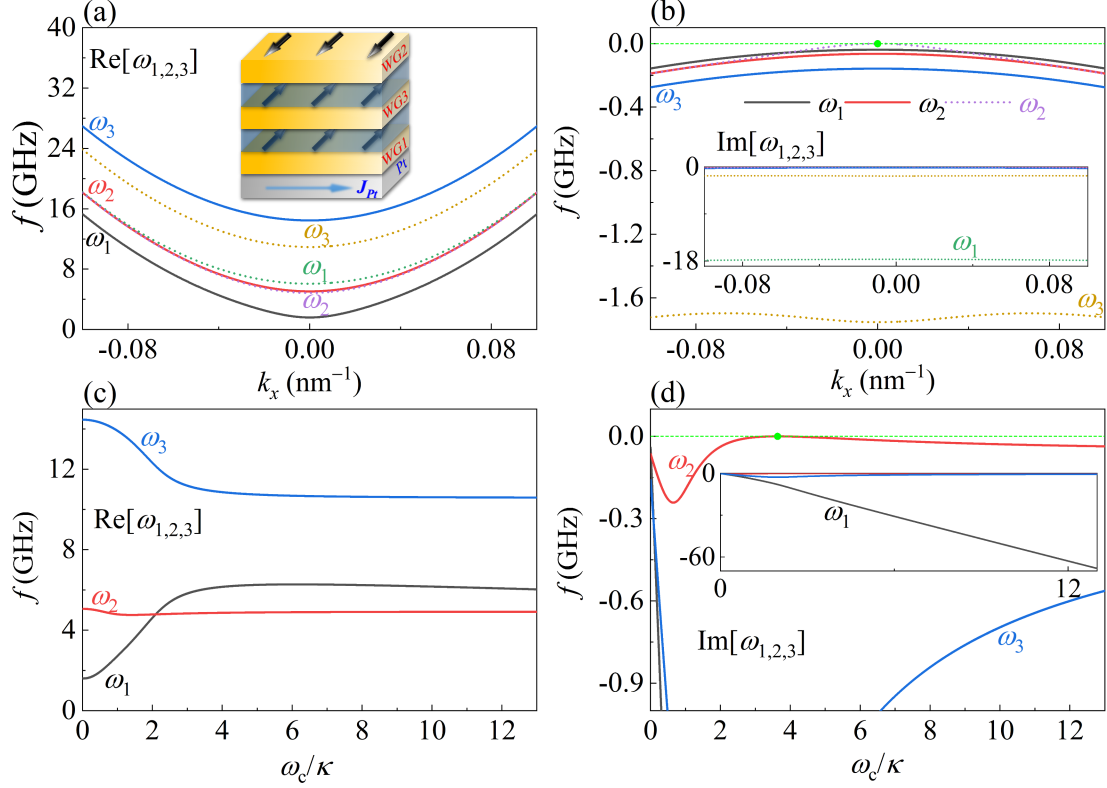 (a)
Re[ω1,2,3]
WG2
WG3
WG1
Pt
JPt
ω3
ω2
ω1
ω3
ω1
ω2
40
32
24
16
8
0
f (GHz)
-0.08
0.00
0.08
kx (nm⁻¹)
(b)
0.0
-0.4
-0.8
-1.2
-1.6
f (GHz)
ω3
ω1
ω2
ω2
Im[ω1,2,3]
0
-18
ω1
-0.08
0.00
0.08
ω3
-0.08
0.00
0.08
kx (nm⁻¹)
(c)
ω3
Re[ω1,2,3]
ω2
ω1
12
8
4
0
f (GHz)
0 2 4 6 8 10 12
ωc/κ
(d)
0.0
-0.3
-0.6
-0.9
f (GHz)
ω2
0
-60
ω1
0
12
ω3
Im[ω1,2,3]
0 2 4 6 8 10 12
ωc/κ